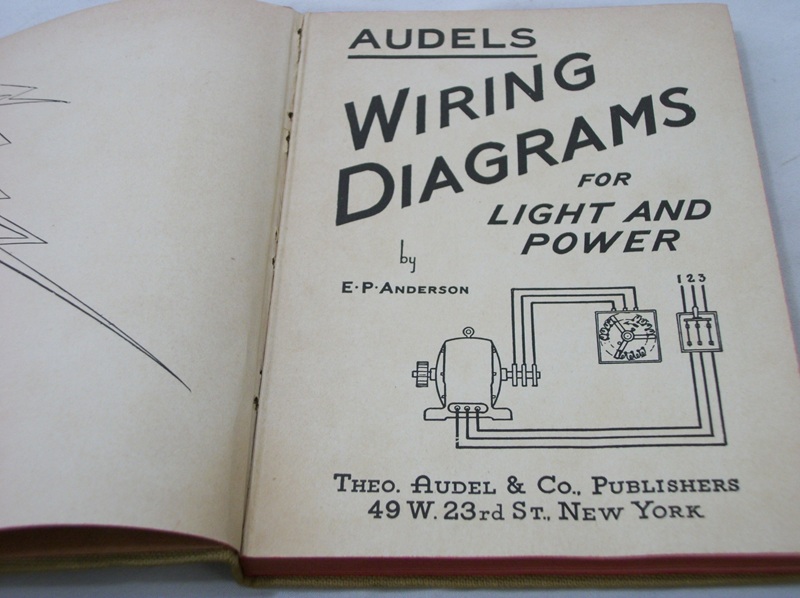 AUDELS
WIRING
DIAGRAMS
FOR
LIGHT AND
POWER
by
E·P·ANDERSON
1 2 3
THEO. AUDEL & CO., PUBLISHERS
49 W. 23rd ST., NEW YORK